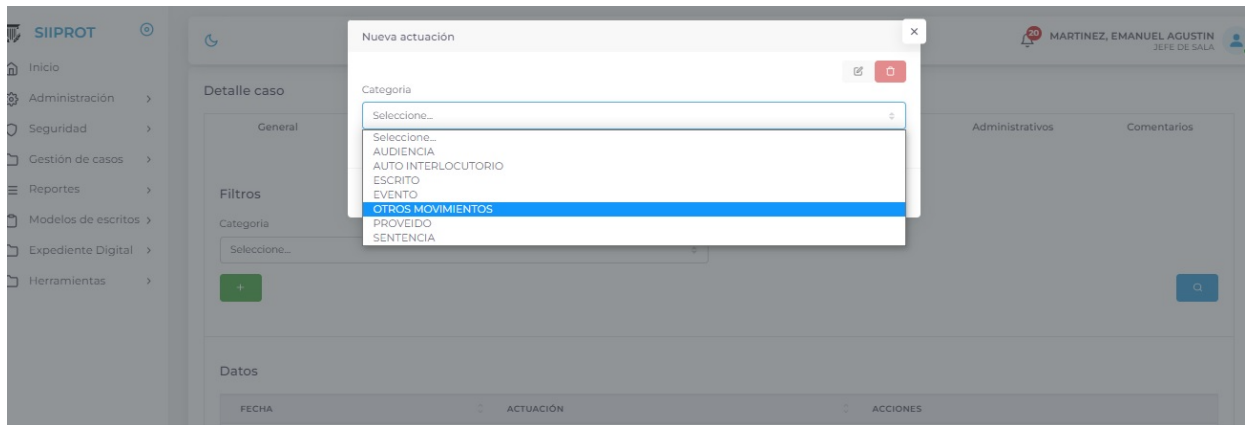 SIIPROT
Inicio
Administración
Seguridad
Gestión de casos
Reportes
Modelos de escritos
Expediente Digital
Herramientas
20
MARTINEZ, EMANUEL AGUSTIN
JEFE DE SALA
Detalle caso
General
Administrativos
Comentarios
Nueva actuación
×
Categoria
Seleccione...
Seleccione...
AUDIENCIA
AUTO INTERLOCUTORIO
ESCRITO
EVENTO
OTROS MOVIMIENTOS
PROVEIDO
SENTENCIA
Filtros
Categoria
Seleccione...
+
Datos
FECHA
ACTUACIÓN
ACCIONES